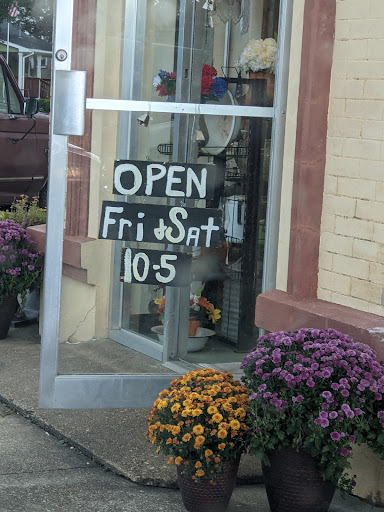 OPEN
Fri & SAt
10-5